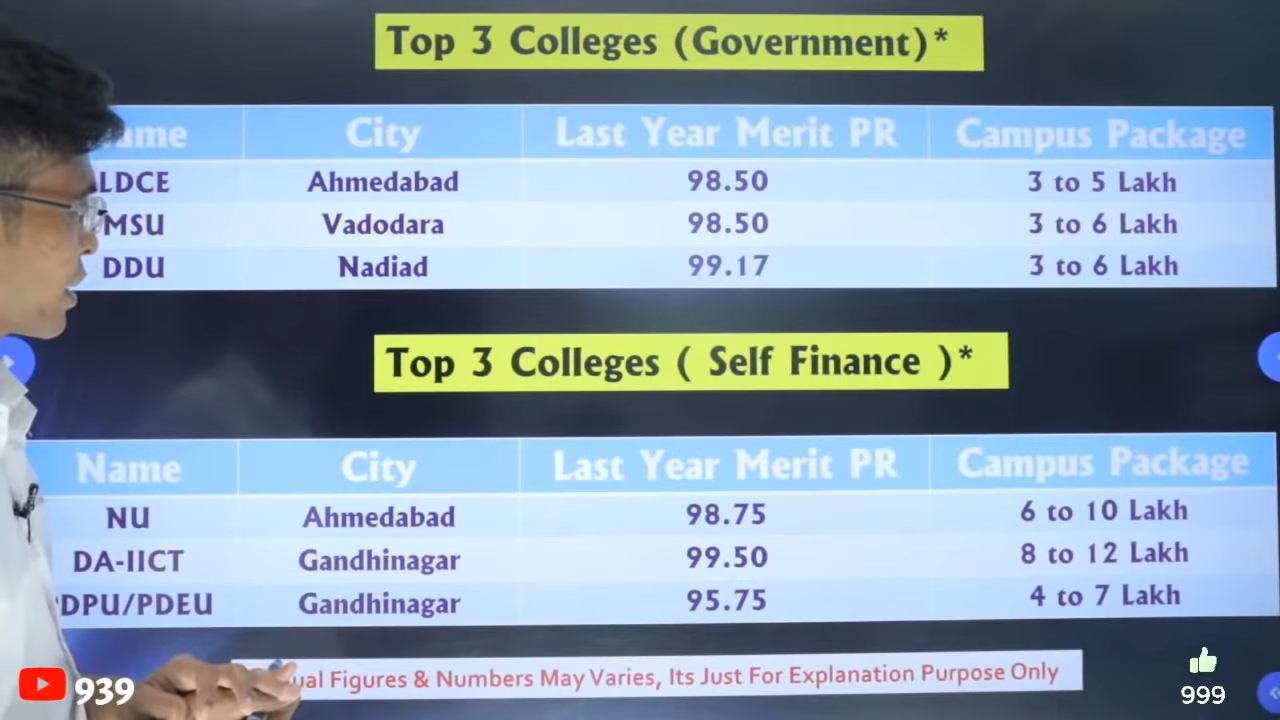 Top 3 Colleges (Government)*
City Last Year Merit PR Campus Package
LDCE Ahmedabad 98.50 3 to 5 Lakh
MSU Vadodara 98.50 3 to 6 Lakh
DDU Nadiad 99.17 3 to 6 Lakh
Top 3 Colleges ( Self Finance )*
Name City Last Year Merit PR Campus Package
NU Ahmedabad 98.75 6 to 10 Lakh
DA-IICT Gandhinagar 99.50 8 to 12 Lakh
PDPU/PDEU Gandhinagar 95.75 4 to 7 Lakh
Figures & Numbers May Varies, Its Just For Explanation Purpose Only
939
999